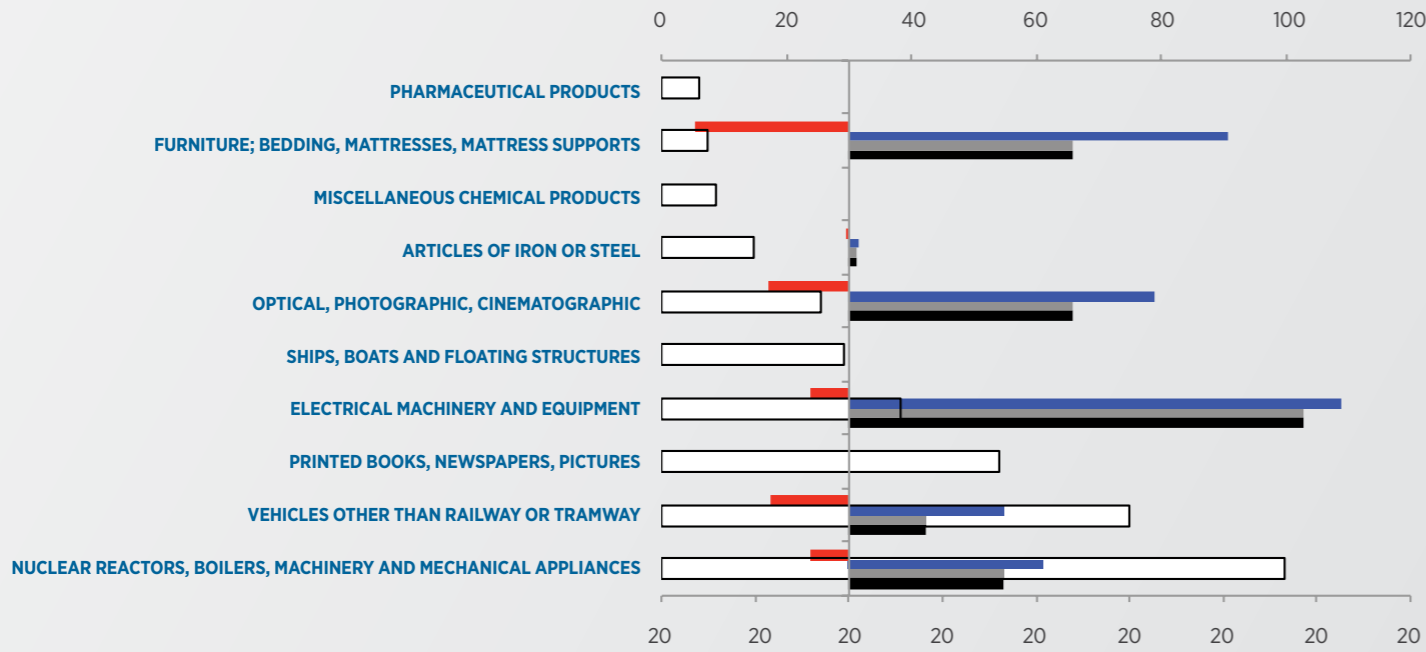 0 20 40 60 80 100 120
PHARMACEUTICAL PRODUCTS
FURNITURE; BEDDING, MATTRESSES, MATTRESS SUPPORTS
MISCELLANEOUS CHEMICAL PRODUCTS
ARTICLES OF IRON OR STEEL
OPTICAL, PHOTOGRAPHIC, CINEMATOGRAPHIC
SHIPS, BOATS AND FLOATING STRUCTURES
ELECTRICAL MACHINERY AND EQUIPMENT
PRINTED BOOKS, NEWSPAPERS, PICTURES
VEHICLES OTHER THAN RAILWAY OR TRAMWAY
NUCLEAR REACTORS, BOILERS, MACHINERY AND MECHANICAL APPLIANCES
20 20 20 20 20 20 20 20 20